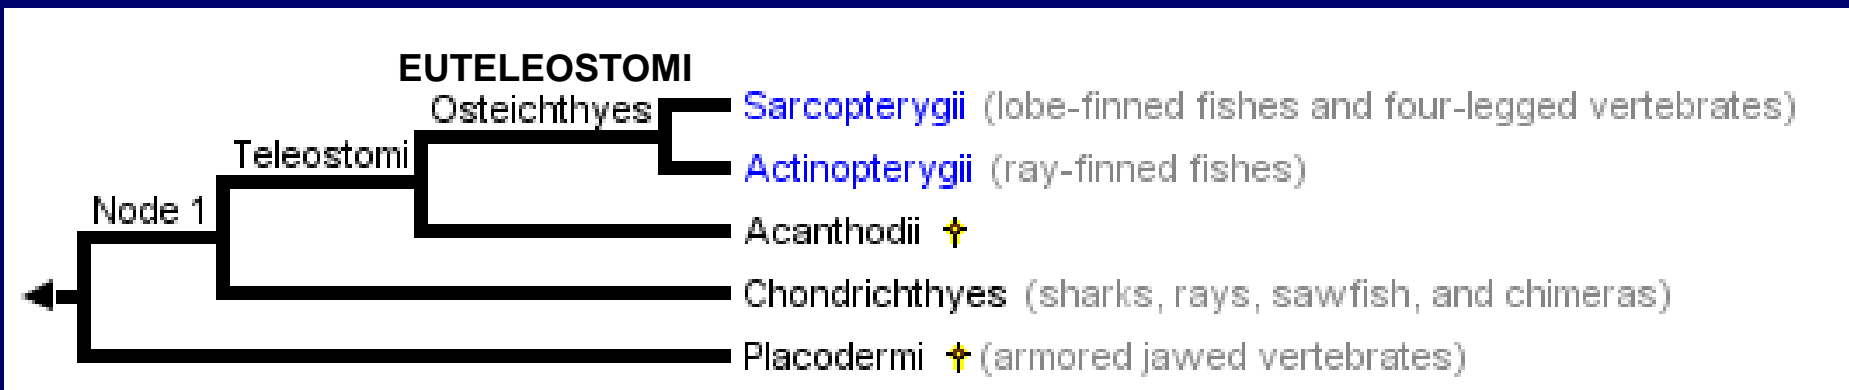 EUTELEOSTOMI
Osteichthyes
Sarcopterygii (lobe-finned fishes and four-legged vertebrates)
Teleostomi
Actinopterygii (ray-finned fishes)
Node 1
Acanthodii
Chondrichthyes (sharks, rays, sawfish, and chimeras)
Placodermi (armored jawed vertebrates)